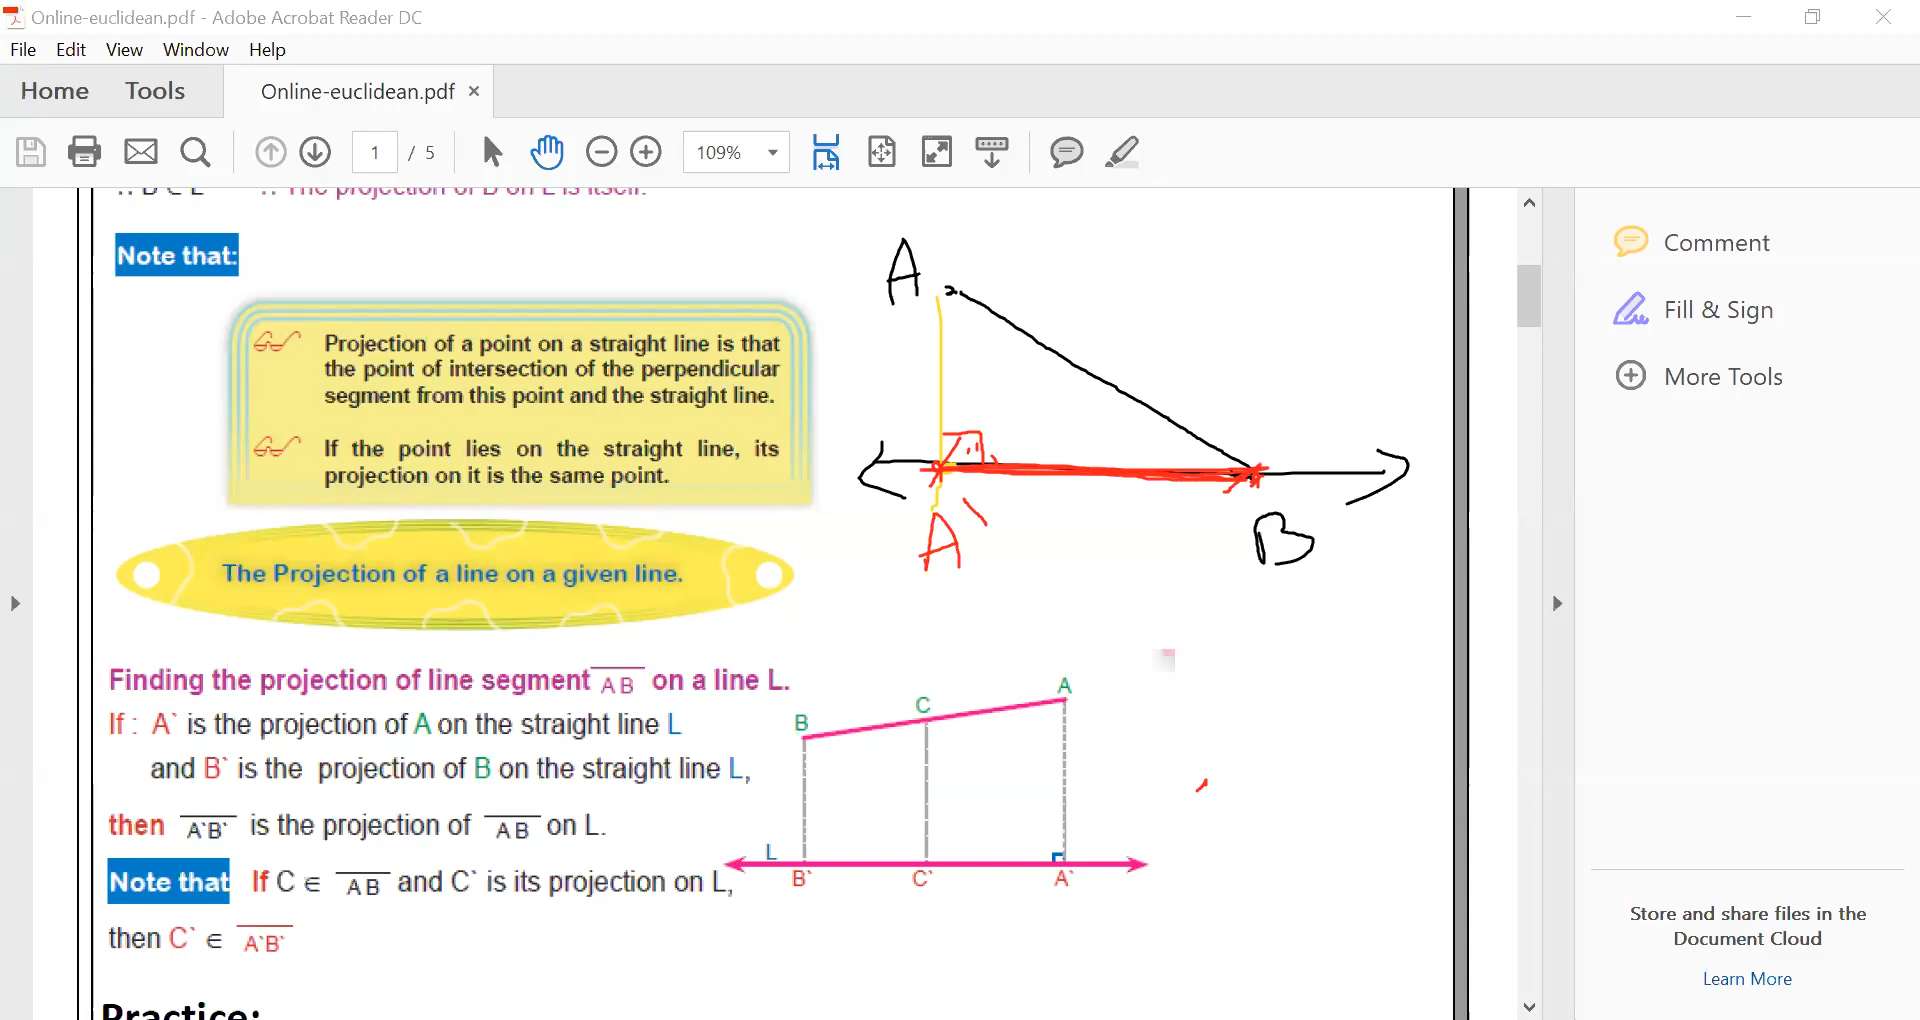 Online-euclidean.pdf - Adobe Acrobat Reader DC
File Edit View Window Help
Home Tools Online-euclidean.pdf ×
1 / 5 109%
∴ B ∈ L ∴ The projection of B on L is itself.
Note that:
Projection of a point on a straight line is that
the point of intersection of the perpendicular
segment from this point and the straight line.
If the point lies on the straight line, its
projection on it is the same point.
A
A`
B
The Projection of a line on a given line.
Finding the projection of line segment AB on a line L.
If : A` is the projection of A on the straight line L
and B` is the projection of B on the straight line L,
then A`B` is the projection of AB on L.
Note that If C ∈ AB and C` is its projection on L,
then C` ∈ A`B`
B C A
L
B` C` A`
Practice:
Comment
Fill & Sign
More Tools
Store and share files in the
Document Cloud
Learn More